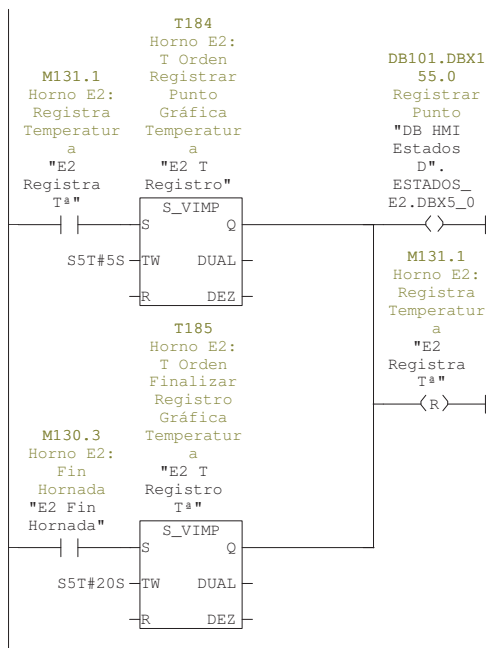 T184
Horno E2:
T Orden
Registrar
Punto
Gráfica
Temperatur
a
"E2 T
Registro"
M131.1
Horno E2:
Registra
Temperatur
a
"E2
Registra
Tª"
S_VIMP
S
Q
S5T#5S
TW
DUAL
R
DEZ
DB101.DBX1
55.0
Registrar
Punto
"DB HMI
Estados
D".
ESTADOS_
E2.DBX5_0
M131.1
Horno E2:
Registra
Temperatur
a
"E2
Registra
Tª"
R
T185
Horno E2:
T Orden
Finalizar
Registro
Gráfica
Temperatur
a
"E2 T
Registro
Tª"
M130.3
Horno E2:
Fin
Hornada
"E2 Fin
Hornada"
S_VIMP
S
Q
S5T#20S
TW
DUAL
R
DEZ